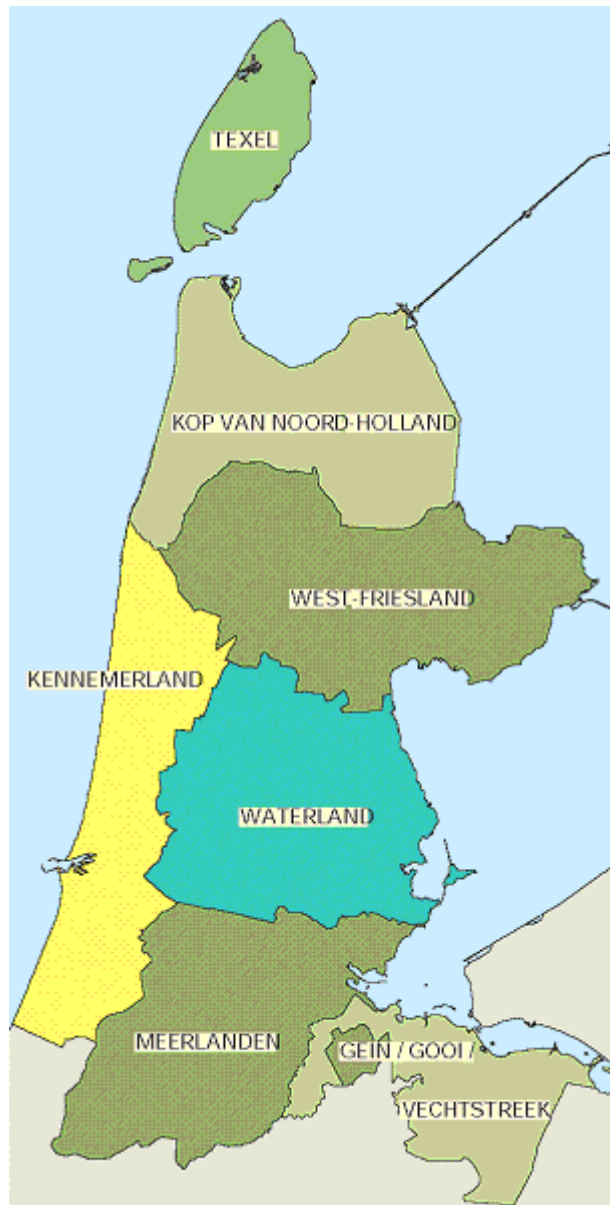 TEXEL
KOP VAN NOORD-HOLLAND
WEST-FRIESLAND
KENNEMERLAND
WATERLAND
MEERLANDEN
GEIN / GOOI /
VECHTSTREEK